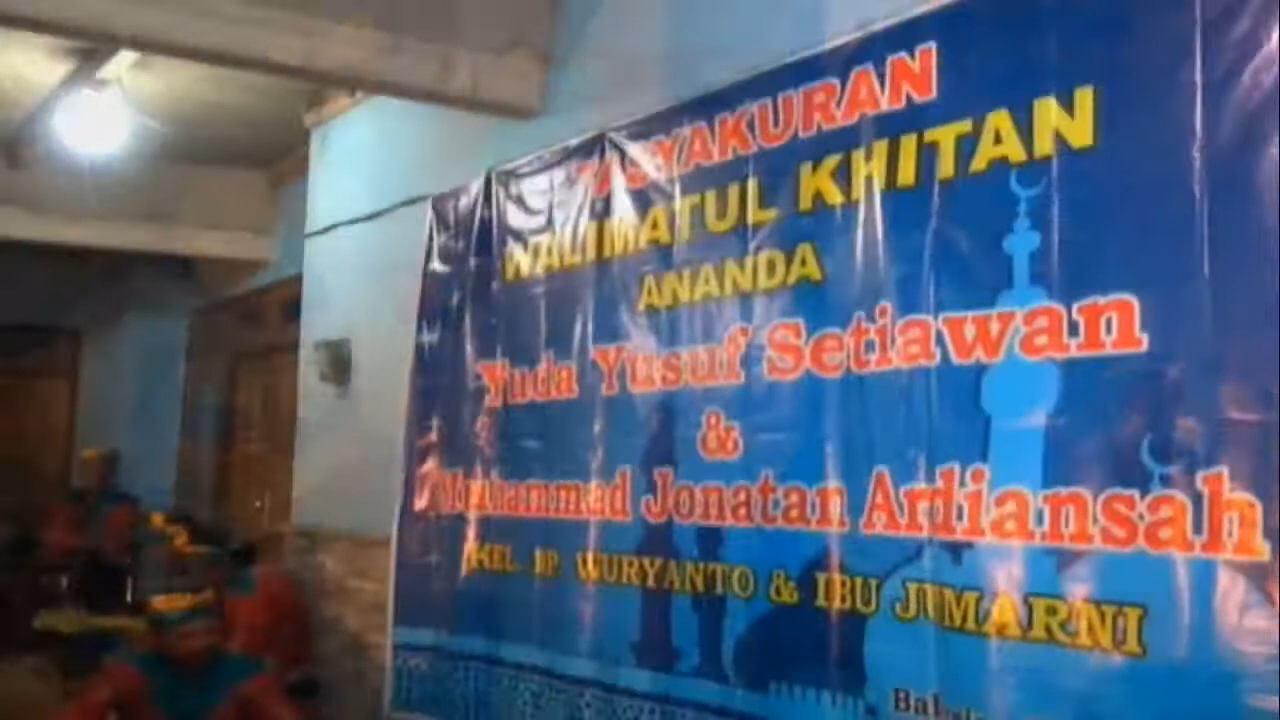 TASYAKURAN
WALIMATUL KHITAN
ANANDA
Yuda Yusuf Setiawan
&
Muhammad Jonatan Ardiansah
KEL. BP. WURYANTO & IBU JUMARNI